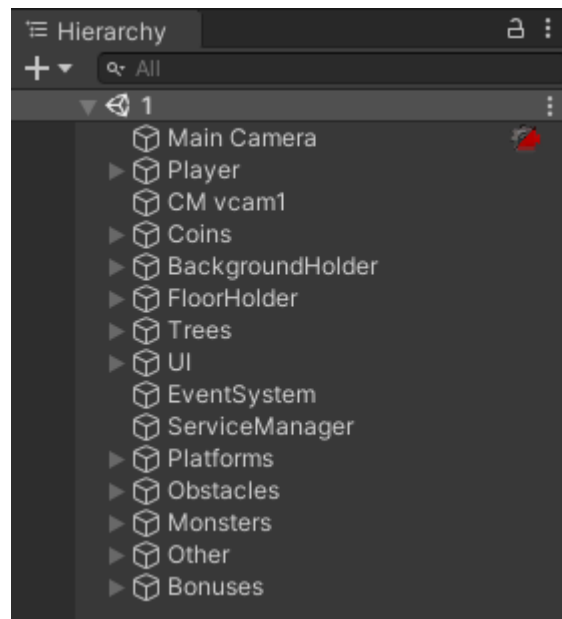 Hierarchy
All
1
Main Camera
Player
CM vcam1
Coins
BackgroundHolder
FloorHolder
Trees
UI
EventSystem
ServiceManager
Platforms
Obstacles
Monsters
Other
Bonuses